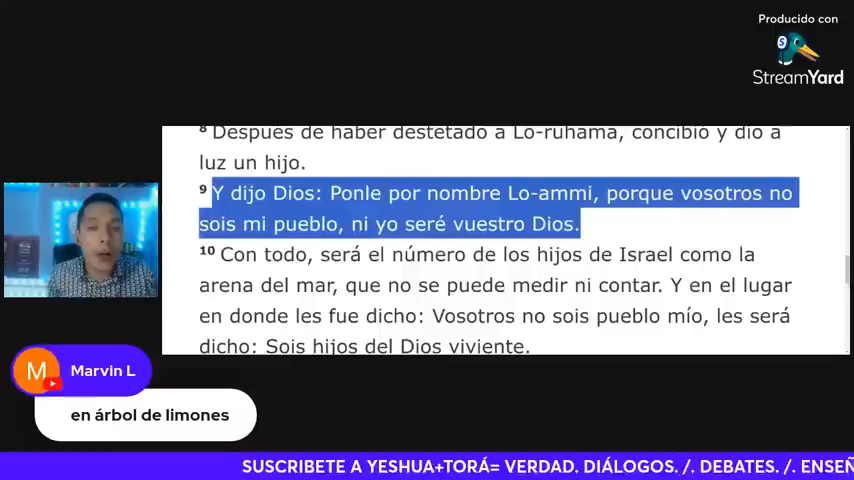 Producido con
StreamYard
8 Después de haber destetado a Lo-ruhama, concibió y dio a
luz un hijo.
9 Y dijo Dios: Ponle por nombre Lo-ammi, porque vosotros no
sois mi pueblo, ni yo seré vuestro Dios.
10 Con todo, será el número de los hijos de Israel como la
arena del mar, que no se puede medir ni contar. Y en el lugar
en donde les fue dicho: Vosotros no sois pueblo mío, les será
dicho: Sois hijos del Dios viviente.
M
Marvin L
en árbol de limones
SUSCRIBETE A YESHUA+TORÁ= VERDAD. DIÁLOGOS. /. DEBATES. /. ENSEÑ